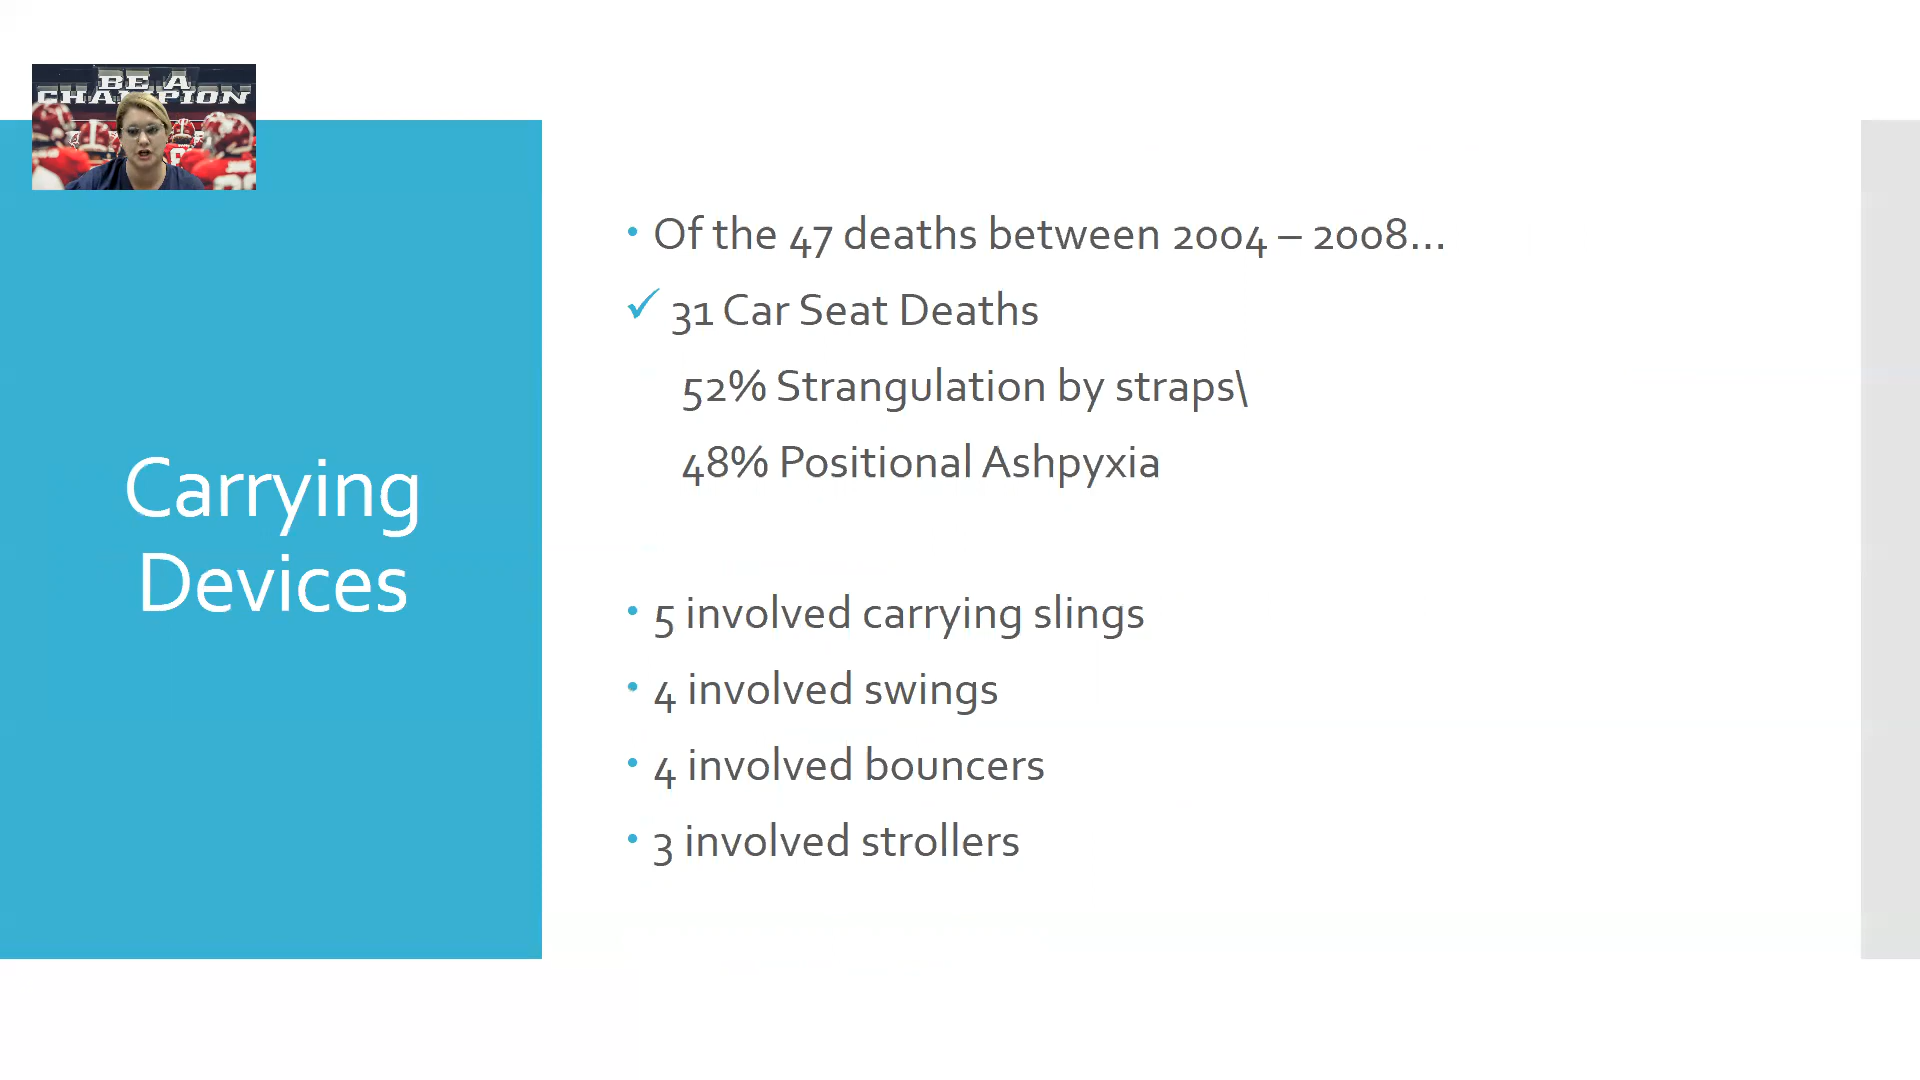 BE A
CHAMPION
Carrying
Devices
• Of the 47 deaths between 2004 – 2008...
✓ 31 Car Seat Deaths
52% Strangulation by straps\
48% Positional Ashpyxia
• 5 involved carrying slings
• 4 involved swings
• 4 involved bouncers
• 3 involved strollers